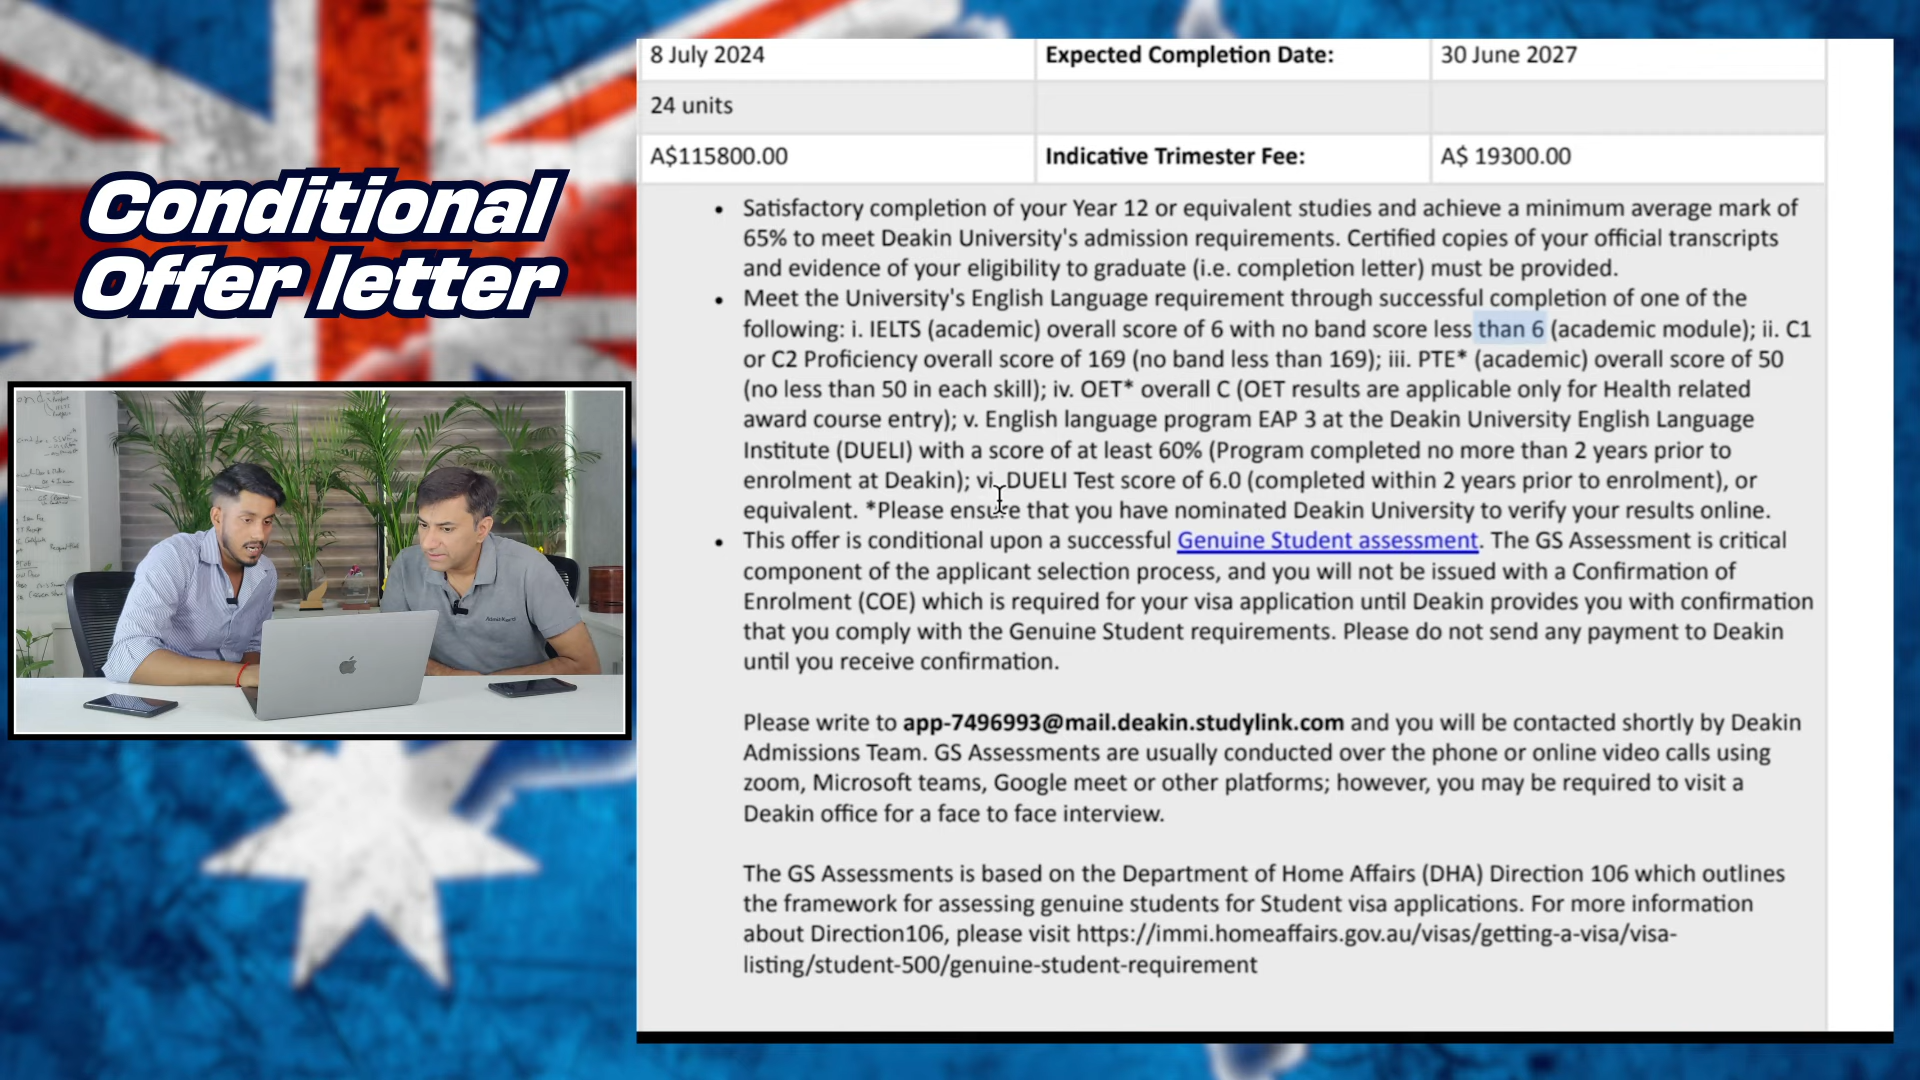 Conditional
Offer letter
8 July 2024 Expected Completion Date: 30 June 2027
24 units
A$115800.00 Indicative Trimester Fee: A$ 19300.00
• Satisfactory completion of your Year 12 or equivalent studies and achieve a minimum average mark of
65% to meet Deakin University's admission requirements. Certified copies of your official transcripts
and evidence of your eligibility to graduate (i.e. completion letter) must be provided.
• Meet the University's English Language requirement through successful completion of one of the
following: i. IELTS (academic) overall score of 6 with no band score less than 6 (academic module); ii. C1
or C2 Proficiency overall score of 169 (no band less than 169); iii. PTE* (academic) overall score of 50
(no less than 50 in each skill); iv. OET* overall C (OET results are applicable only for Health related
award course entry); v. English language program EAP 3 at the Deakin University English Language
Institute (DUELI) with a score of at least 60% (Program completed no more than 2 years prior to
enrolment at Deakin); vi. DUELI Test score of 6.0 (completed within 2 years prior to enrolment), or
equivalent. *Please ensure that you have nominated Deakin University to verify your results online.
• This offer is conditional upon a successful Genuine Student assessment. The GS Assessment is critical
component of the applicant selection process, and you will not be issued with a Confirmation of
Enrolment (COE) which is required for your visa application until Deakin provides you with confirmation
that you comply with the Genuine Student requirements. Please do not send any payment to Deakin
until you receive confirmation.
Please write to app-7496993@mail.deakin.studylink.com and you will be contacted shortly by Deakin
Admissions Team. GS Assessments are usually conducted over the phone or online video calls using
zoom, Microsoft teams, Google meet or other platforms; however, you may be required to visit a
Deakin office for a face to face interview.
The GS Assessments is based on the Department of Home Affairs (DHA) Direction 106 which outlines
the framework for assessing genuine students for Student visa applications. For more information
about Direction106, please visit https://immi.homeaffairs.gov.au/visas/getting-a-visa/visa-
listing/student-500/genuine-student-requirement